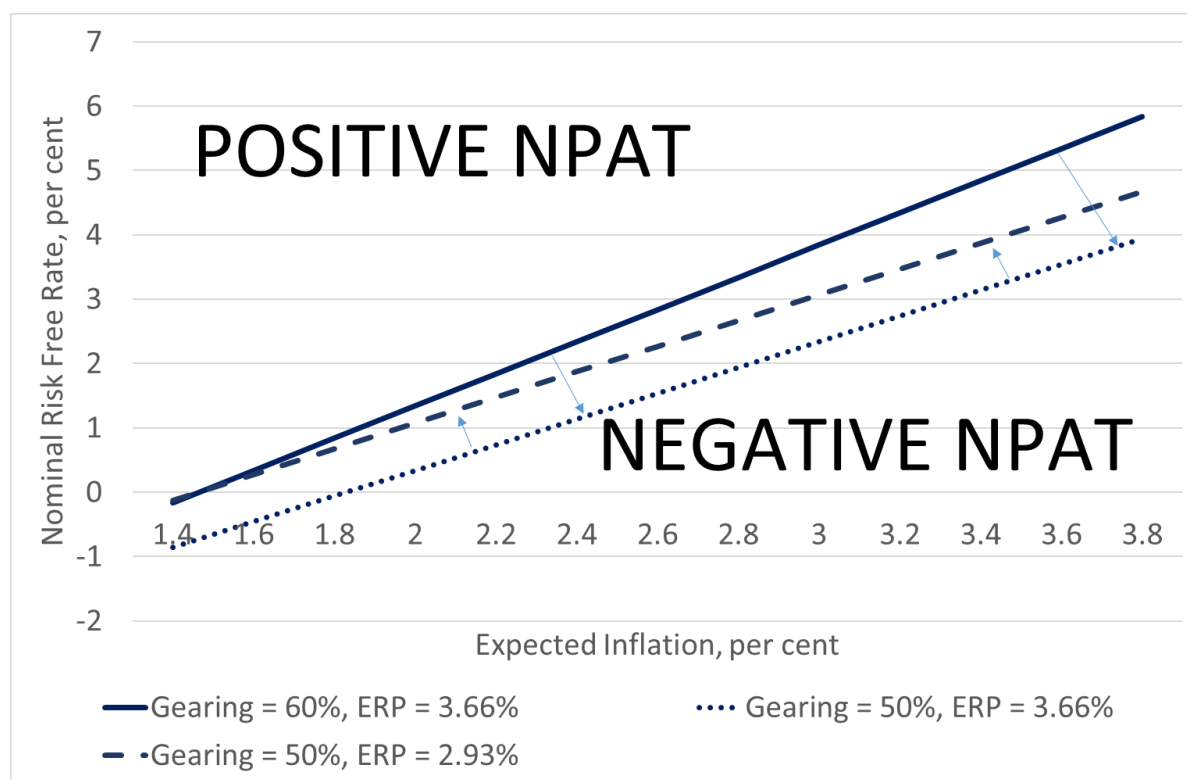 7
6
POSITIVE NPAT
5
4
3
2
1
NEGATIVE NPAT
0
1.4 1.6 1.8 2 2.2 2.4 2.6 2.8 3 3.2 3.4 3.6 3.8
-1
-2
Nominal Risk Free Rate, per cent
Expected Inflation, per cent
Gearing = 60%, ERP = 3.66% Gearing = 50%, ERP = 3.66%
Gearing = 50%, ERP = 2.93%